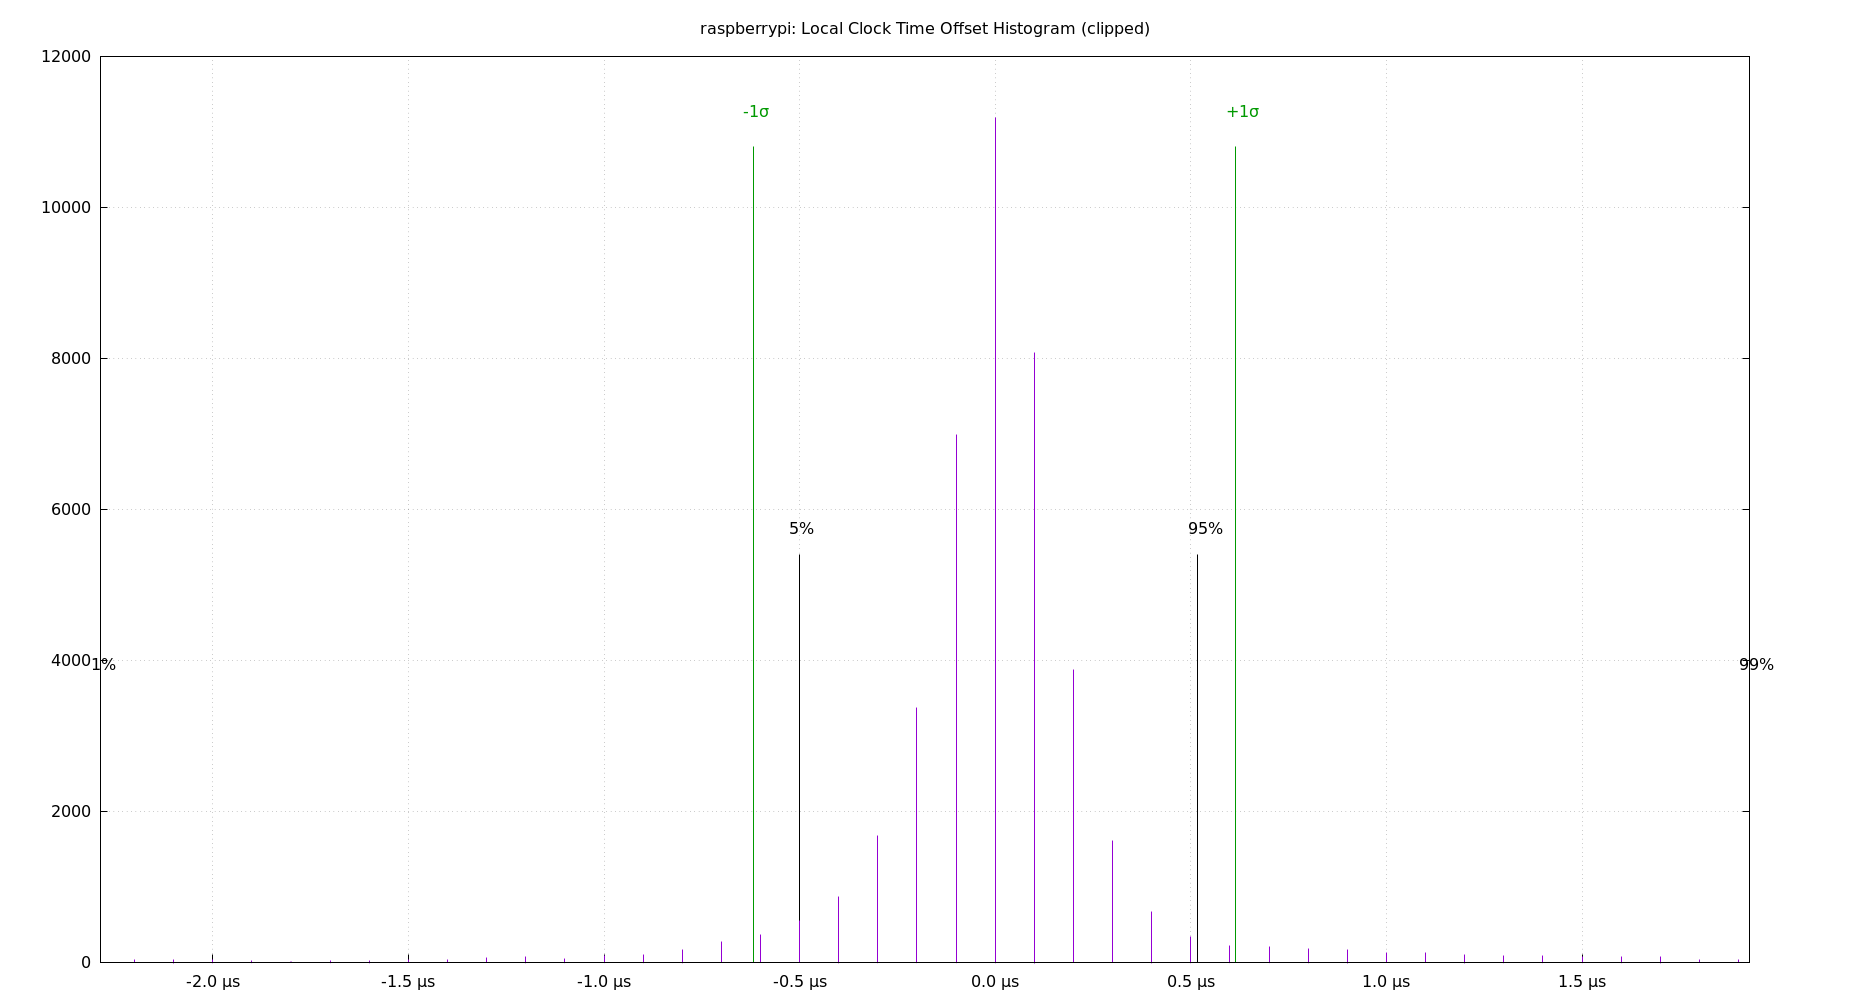 raspberrypi: Local Clock Time Offset Histogram (clipped)
12000
-1σ
+1σ
10000
8000
6000
5%
95%
4000
1%
99%
2000
0
-2.0 µs
-1.5 µs
-1.0 µs
-0.5 µs
0.0 µs
0.5 µs
1.0 µs
1.5 µs